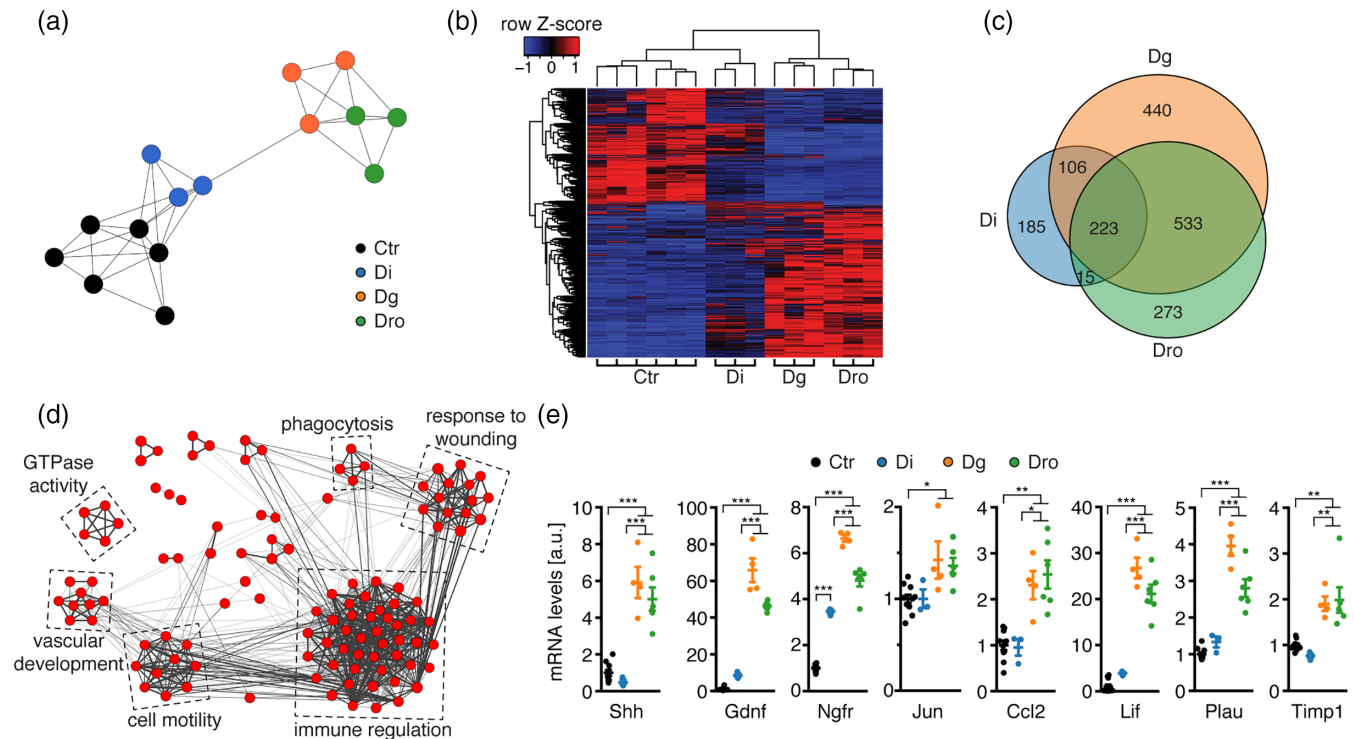 (a)
Ctr
Di
Dg
Dro
(b)
row Z-score
−1 0 1
Ctr Di Dg Dro
(c)
Dg
440
106
Di
185
223
533
15
273
Dro
(d)
phagocytosis
response to
wounding
GTPase
activity
vascular
development
cell motility
immune regulation
(e)
Ctr Di Dg Dro
mRNA levels [a.u.]
10
8
6
4
2
0
***
***
Shh
100
80
60
40
20
0
***
***
Gdnf
8
6
4
2
0
***
***
***
Ngfr
2
1
0
*
Jun
4
3
2
1
0
**
*
Ccl2
40
30
20
10
0
***
***
Lif
5
4
3
2
1
0
***
***
Plau
4
3
2
1
0
**
**
Timp1